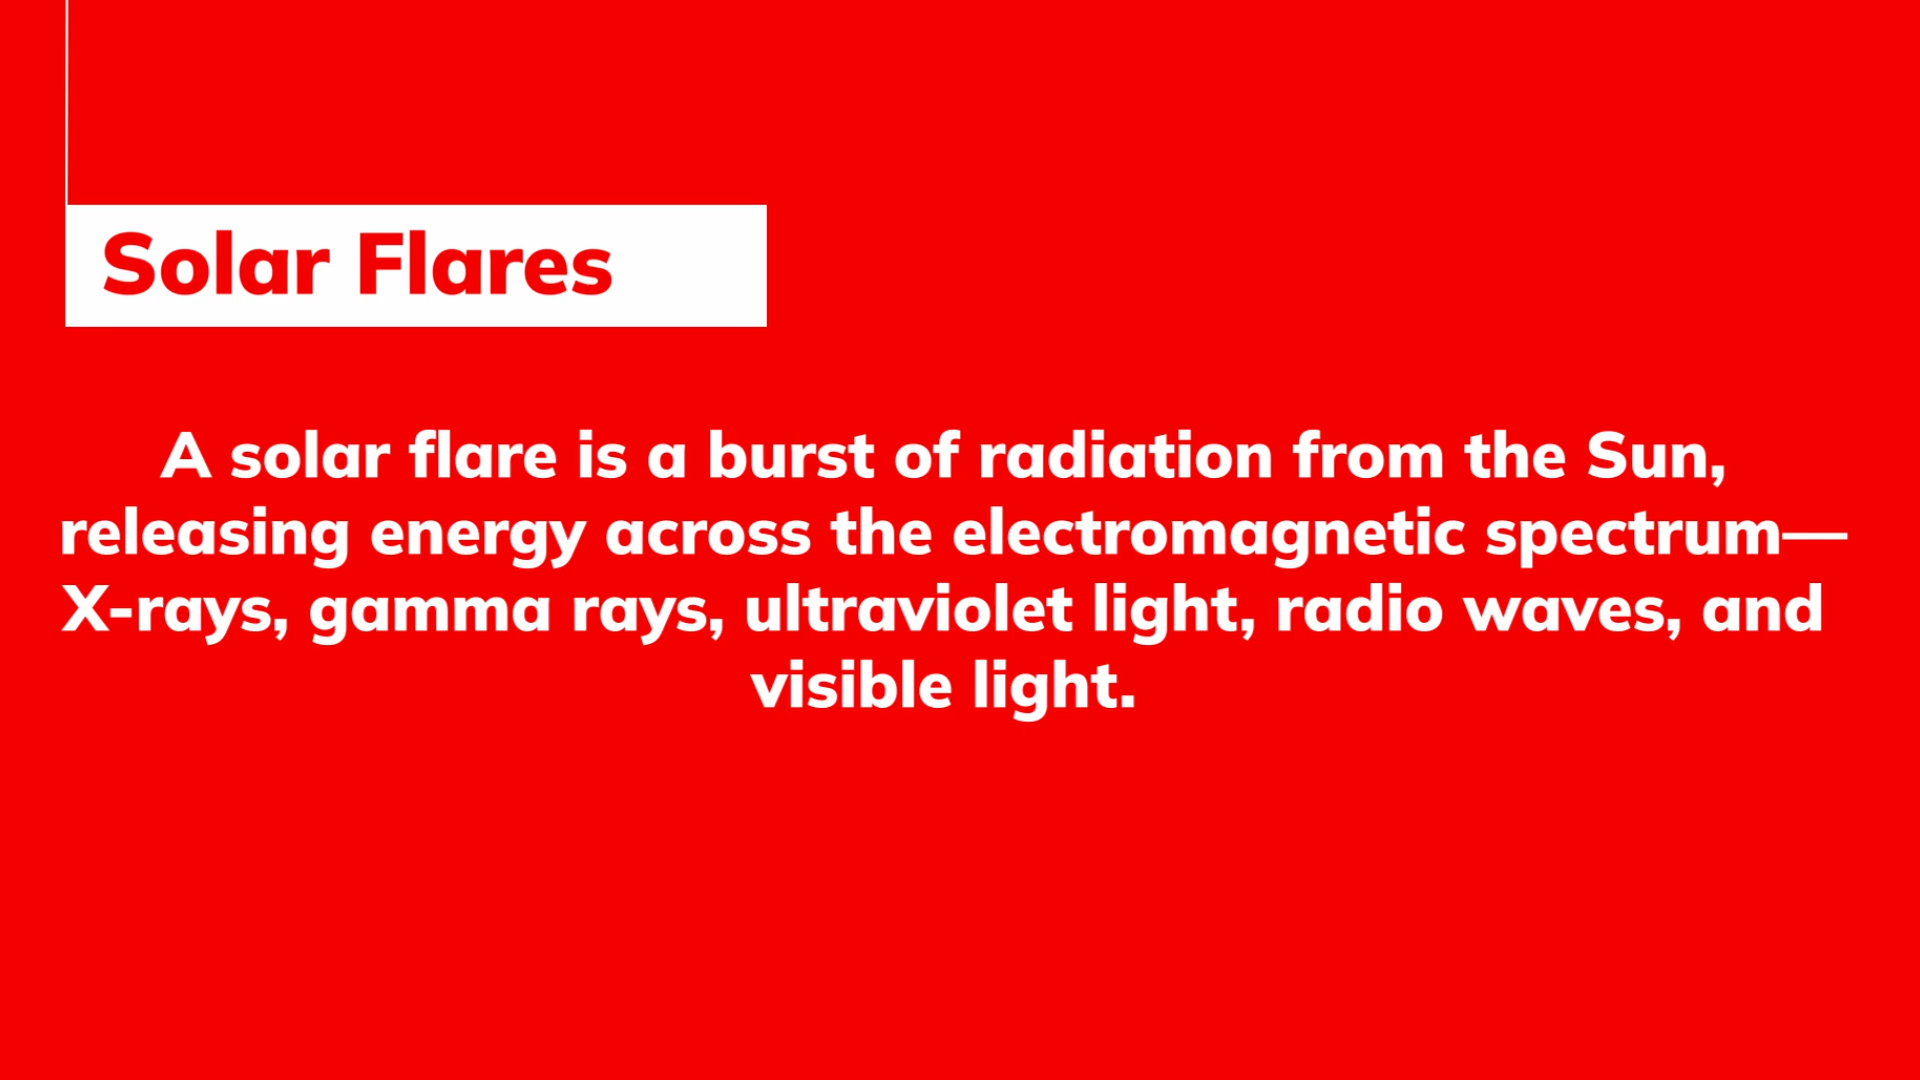 Solar Flares
A solar flare is a burst of radiation from the Sun,
releasing energy across the electromagnetic spectrum—
X-rays, gamma rays, ultraviolet light, radio waves, and
visible light.